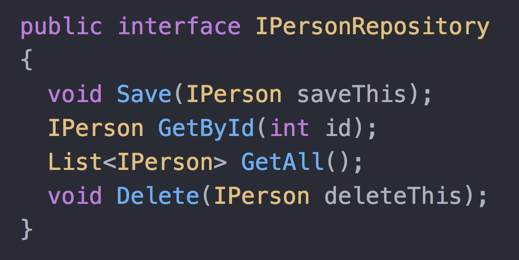 public interface IPersonRepository
{
  void Save(IPerson saveThis);
  IPerson GetById(int id);
  List<IPerson> GetAll();
  void Delete(IPerson deleteThis);
}